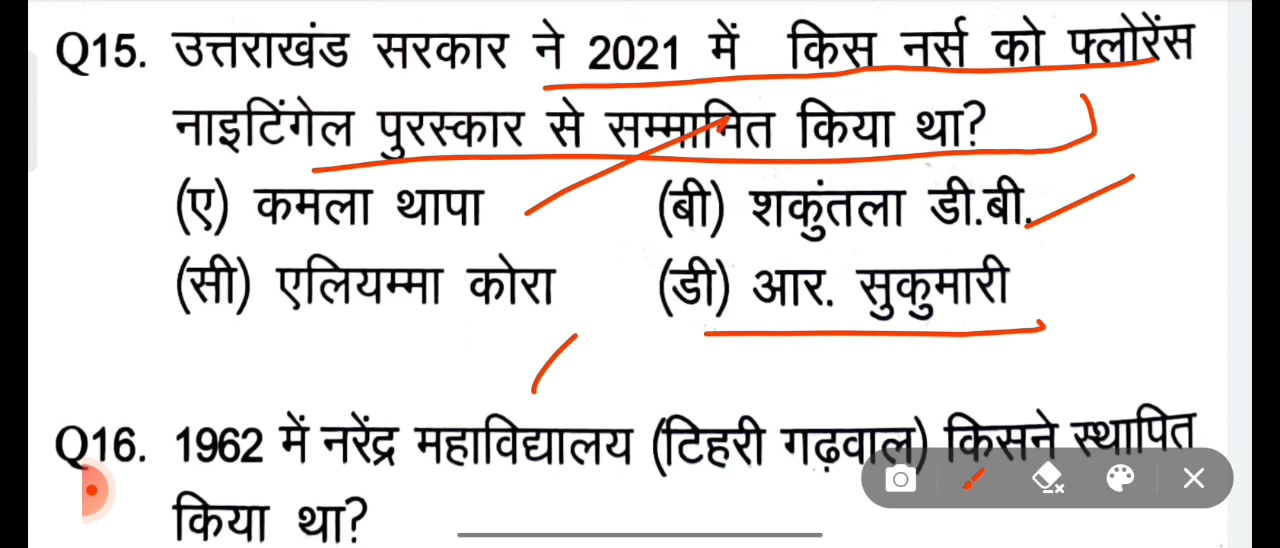 Q15. उत्तराखंड सरकार ने 2021 में किस नर्स को फ्लोरेंस
नाइटिंगेल पुरस्कार से सम्मानित किया था?
(ए) कमला थापा (बी) शकुंतला डी.बी.
(सी) एलियम्मा कोरा (डी) आर. सुकुमारी
Q16. 1962 में नरेंद्र महाविद्यालय (टिहरी गढ़वाल) किसने स्थापित
किया था?